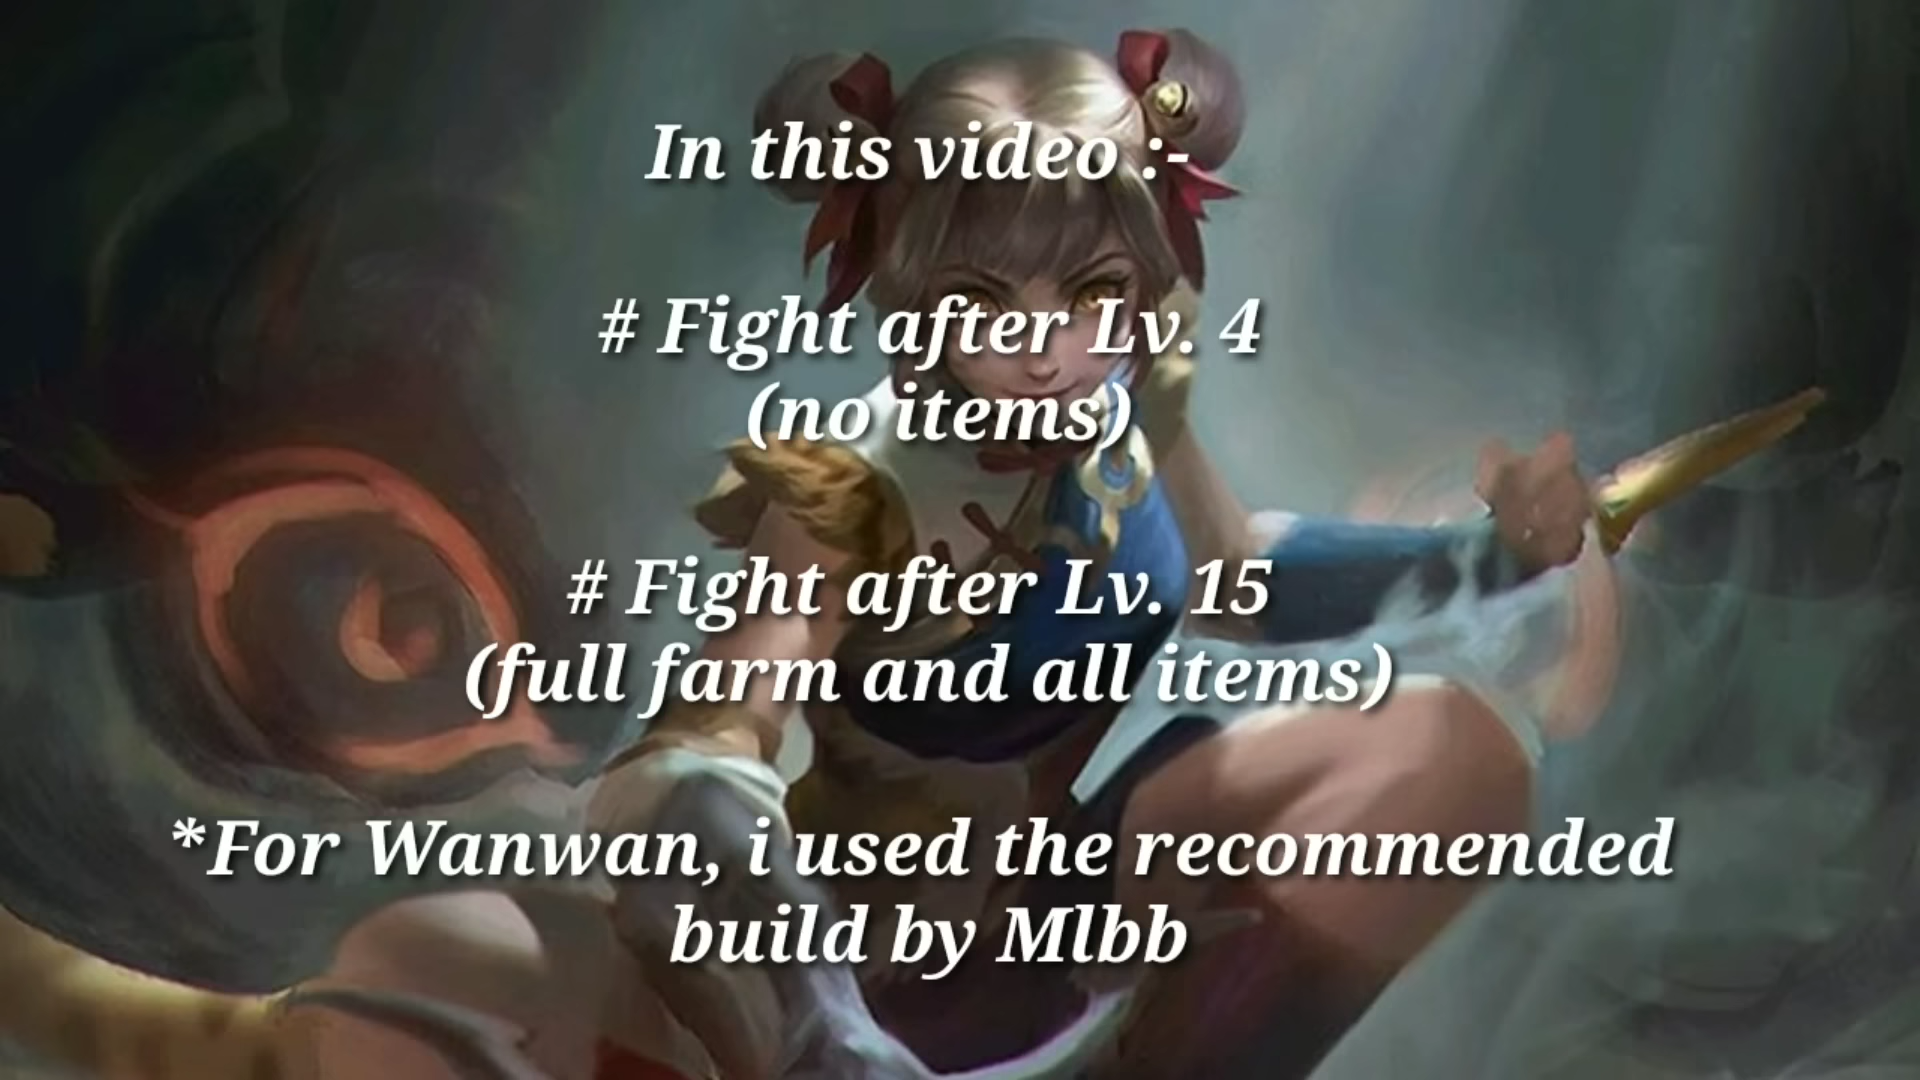 In this video :-
# Fight after Lv. 4
(no items)
# Fight after Lv. 15
(full farm and all items)
*For Wanwan, i used the recommended
build by Mlbb